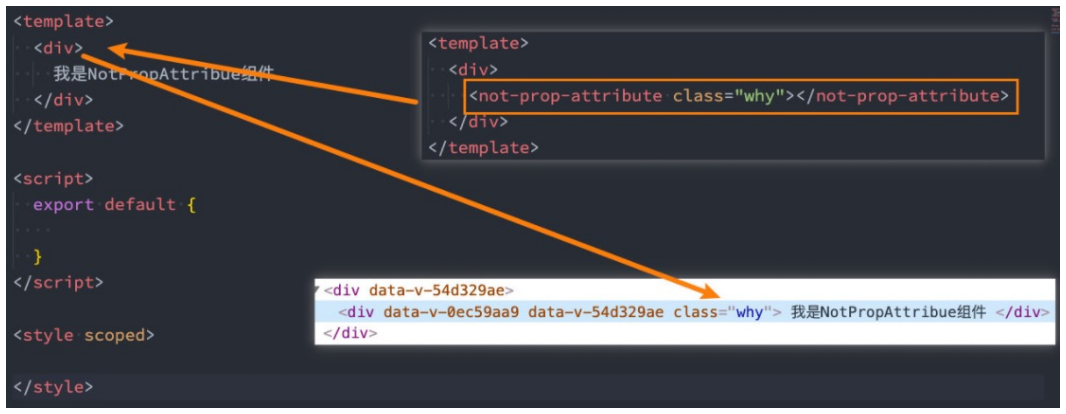 <template>
<div>
我是NotPropAttribue组件
</div>
</template>
<script>
export default {
}
</script>
<style scoped>
</style>
<template>
<div>
<not-prop-attribute class="why"></not-prop-attribute>
</div>
</template>
<div data-v-54d329ae>
<div data-v-0ec59aa9 data-v-54d329ae class="why"> 我是NotPropAttribue组件 </div>
</div>